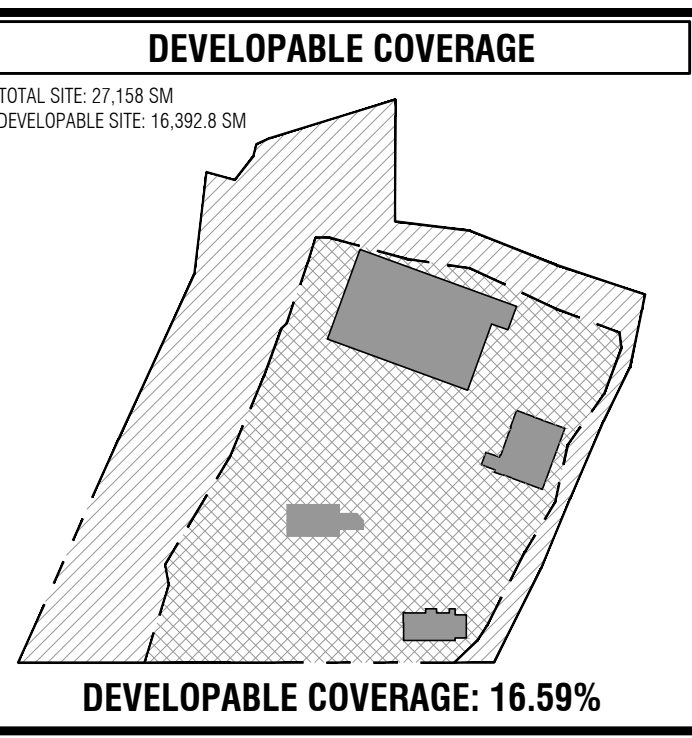 DEVELOPABLE COVERAGE
TOTAL SITE: 27,158 SM
DEVELOPABLE SITE: 16,392.8 SM
DEVELOPABLE COVERAGE: 16.59%